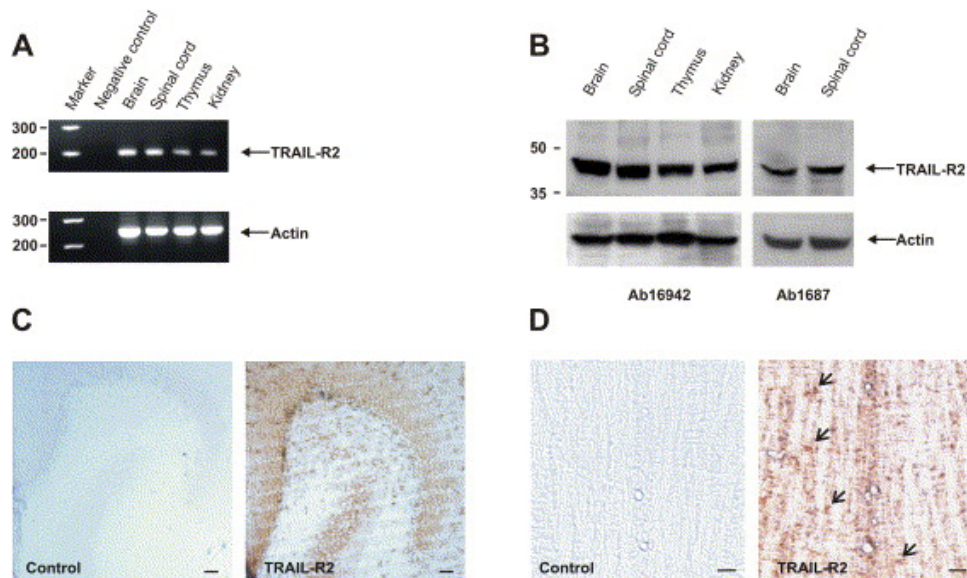 A
Marker
Negative control
Brain
Spinal cord
Thymus
Kidney
300
200
TRAIL-R2
300
200
Actin
B
Brain
Spinal cord
Thymus
Kidney
Brain
Spinal cord
50
35
TRAIL-R2
Actin
Ab16942
Ab1687
C
Control
TRAIL-R2
D
Control
TRAIL-R2